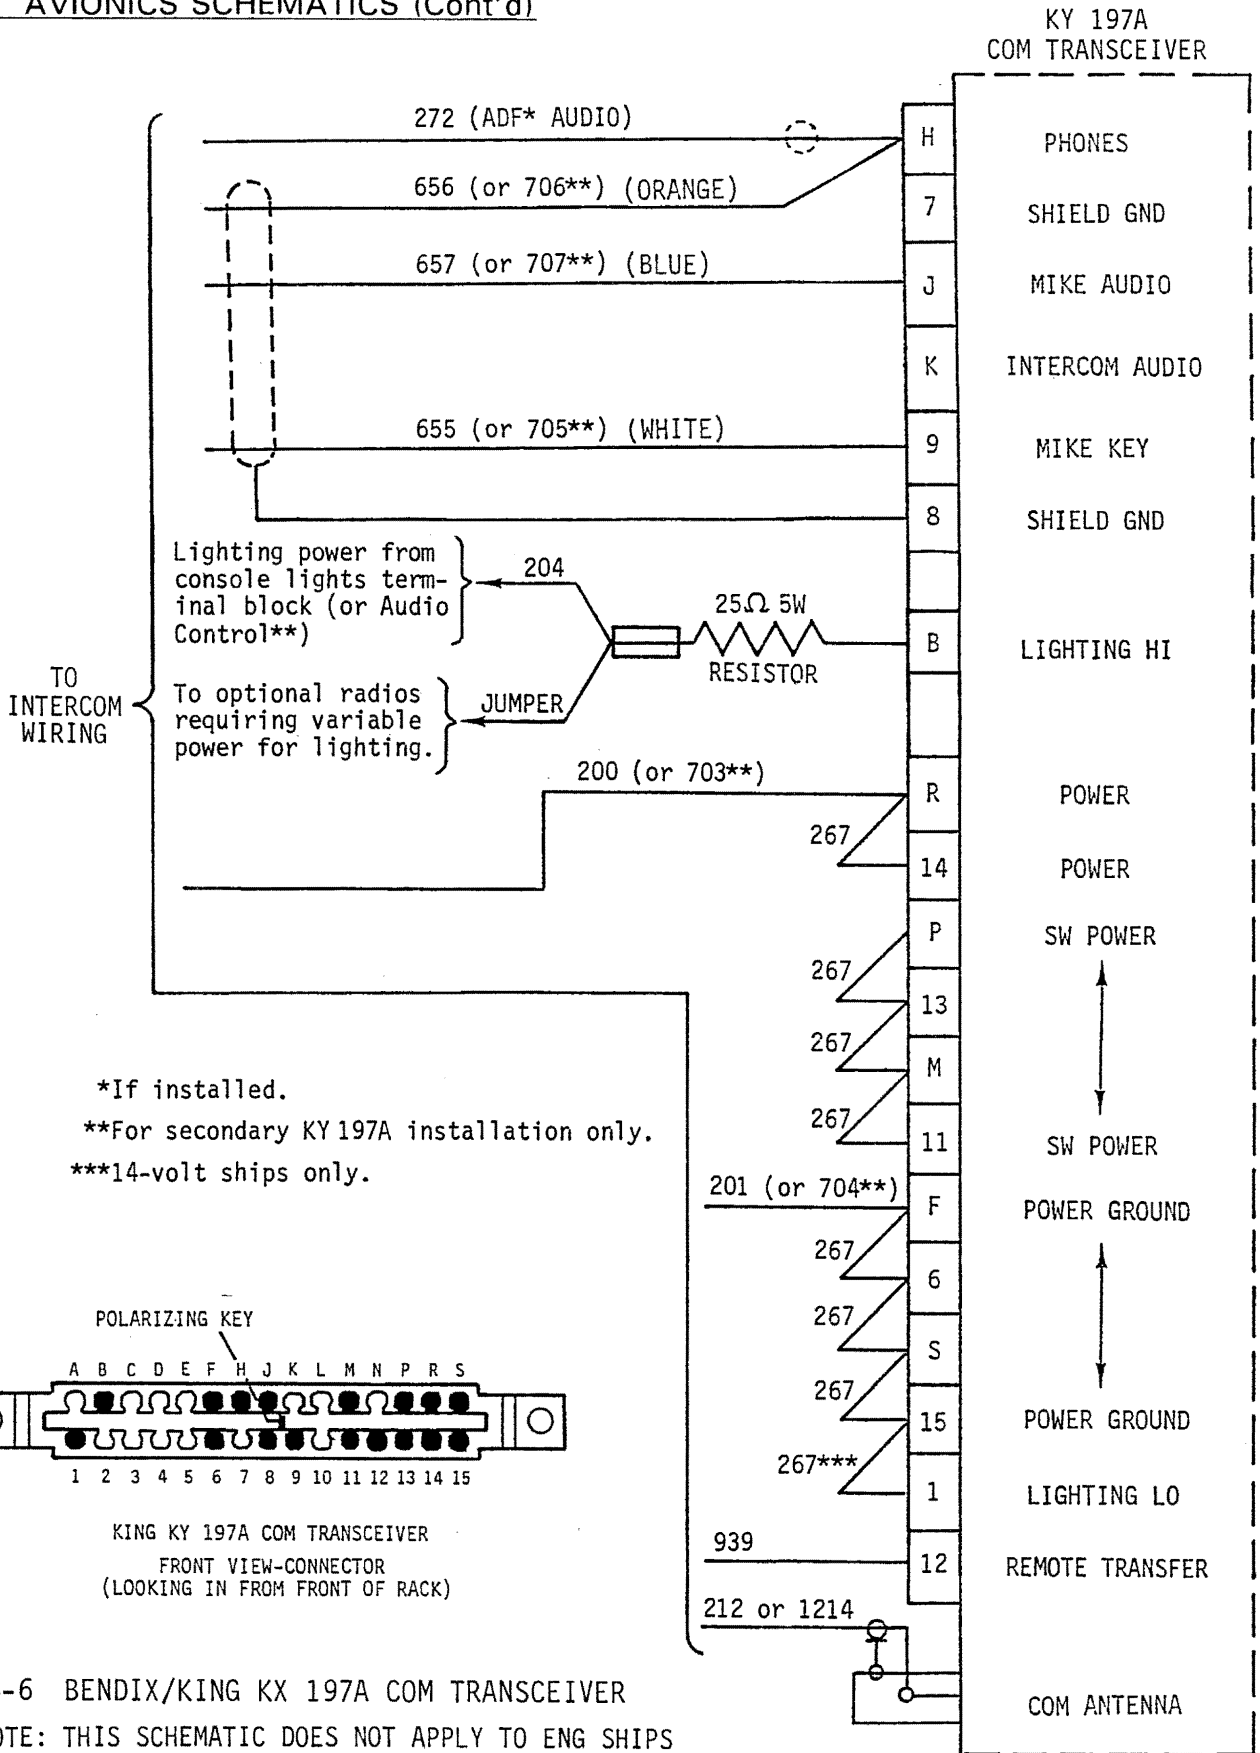 AVIONICS SCHEMATICS (Cont'd)
KY 197A
COM TRANSCEIVER
272 (ADF* AUDIO)
H
PHONES
656 (or 706**) (ORANGE)
7
SHIELD GND
657 (or 707**) (BLUE)
J
MIKE AUDIO
K
INTERCOM AUDIO
655 (or 705**) (WHITE)
9
MIKE KEY
8
SHIELD GND
Lighting power from
console lights term-
inal block (or Audio
Control**)
204
25Ω 5W
RESISTOR
B
LIGHTING HI
TO
INTERCOM
WIRING
To optional radios
requiring variable
power for lighting.
JUMPER
200 (or 703**)
R
POWER
267
14
POWER
P
SW POWER
267
13
267
M
267
11
SW POWER
*If installed.
**For secondary KY 197A installation only.
***14-volt ships only.
201 (or 704**)
F
POWER GROUND
267
6
267
S
267
15
POWER GROUND
267***
1
LIGHTING LO
939
12
REMOTE TRANSFER
212 or 1214
COM ANTENNA
POLARIZING KEY
A B C D E F H J K L M N P R S
1 2 3 4 5 6 7 8 9 10 11 12 13 14 15
KING KY 197A COM TRANSCEIVER
FRONT VIEW-CONNECTOR
(LOOKING IN FROM FRONT OF RACK)
-6 BENDIX/KING KX 197A COM TRANSCEIVER
OTE: THIS SCHEMATIC DOES NOT APPLY TO ENG SHIPS